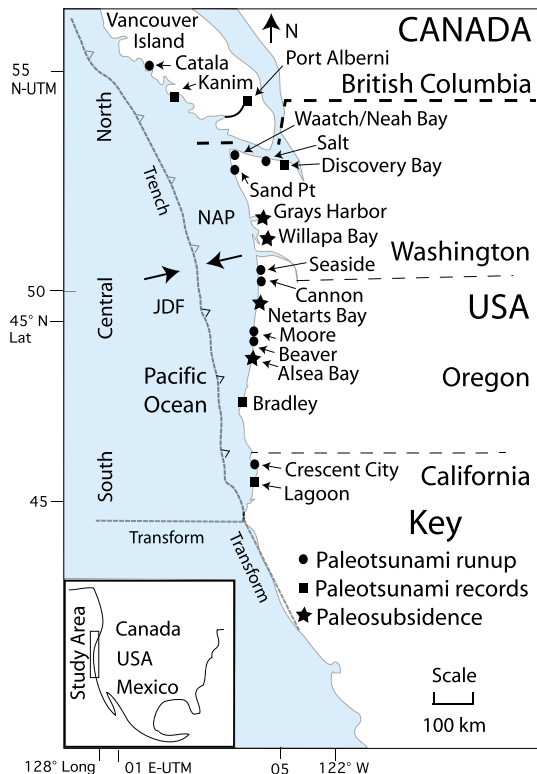 Vancouver
Island
CANADA
N
Catala
Port Alberni
55
N-UTM
Kanim
British Columbia
North
Waatch/Neah Bay
Salt
Discovery Bay
Trench
Sand Pt
NAP
Grays Harbor
Willapa Bay
Washington
Seaside
Cannon
50
45° N
Lat
Central
JDF
USA
Netarts Bay
Moore
Beaver
Alsea Bay
Pacific
Ocean
Oregon
Bradley
South
Crescent City
California
Lagoon
45
Key
Transform
Transform
Paleotsunami runup
Paleotsunami records
Paleosubsidence
Study Area
Canada
USA
Mexico
Scale
100 km
128° Long
01 E-UTM
05
122° W